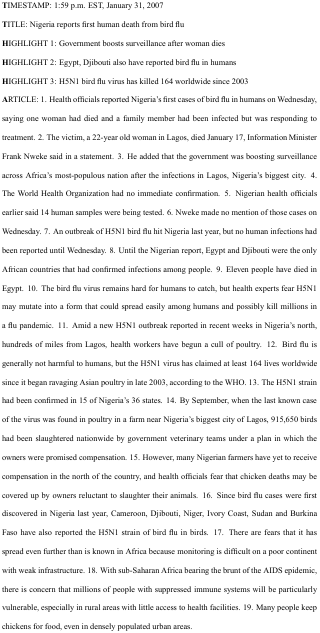 TIMESTAMP: 1:59 p.m. EST, January 31, 2007
TITLE: Nigeria reports first human death from bird flu
HIGHLIGHT 1: Government boosts surveillance after woman dies
HIGHLIGHT 2: Egypt, Djibouti also have reported bird flu in humans
HIGHLIGHT 3: H5N1 bird flu virus has killed 164 worldwide since 2003
ARTICLE: 1. Health officials reported Nigeria's first cases of bird flu in humans on Wednesday,
saying one woman had died and a family member had been infected but was responding to
treatment. 2. The victim, a 22-year old woman in Lagos, died January 17, Information Minister
Frank Nweke said in a statement. 3. He added that the government was boosting surveillance
across Africa's most-populous nation after the infections in Lagos, Nigeria's biggest city. 4.
The World Health Organization had no immediate confirmation. 5. Nigerian health officials
earlier said 14 human samples were being tested. 6. Nweke made no mention of those cases on
Wednesday. 7. An outbreak of H5N1 bird flu hit Nigeria last year, but no human infections had
been reported until Wednesday. 8. Until the Nigerian report, Egypt and Djibouti were the only
African countries that had confirmed infections among people. 9. Eleven people have died in
Egypt. 10. The bird flu virus remains hard for humans to catch, but health experts fear H5N1
may mutate into a form that could spread easily among humans and possibly kill millions in
a flu pandemic. 11. Amid a new H5N1 outbreak reported in recent weeks in Nigeria's north,
hundreds of miles from Lagos, health workers have begun a cull of poultry. 12. Bird flu is
generally not harmful to humans, but the H5N1 virus has claimed at least 164 lives worldwide
since it began ravaging Asian poultry in late 2003, according to the WHO. 13. The H5N1 strain
had been confirmed in 15 of Nigeria's 36 states. 14. By September, when the last known case
of the virus was found in poultry in a farm near Nigeria's biggest city of Lagos, 915,650 birds
had been slaughtered nationwide by government veterinary teams under a plan in which the
owners were promised compensation. 15. However, many Nigerian farmers have yet to receive
compensation in the north of the country, and health officials fear that chicken deaths may be
covered up by owners reluctant to slaughter their animals. 16. Since bird flu cases were first
discovered in Nigeria last year, Cameroon, Djibouti, Niger, Ivory Coast, Sudan and Burkina
Faso have also reported the H5N1 strain of bird flu in birds. 17. There are fears that it has
spread even further than is known in Africa because monitoring is difficult on a poor continent
with weak infrastructure. 18. With sub-Saharan Africa bearing the brunt of the AIDS epidemic,
there is concern that millions of people with suppressed immune systems will be particularly
vulnerable, especially in rural areas with little access to health facilities. 19. Many people keep
chickens for food, even in densely populated urban areas.